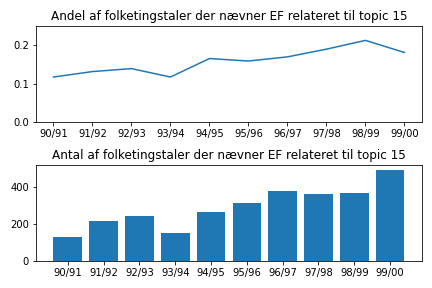 Andel af folketingstaler der nævner EF relateret til topic 15
0.2
0.1
0.0
90/91 91/92 92/93 93/94 94/95 95/96 96/97 97/98 98/99 99/00
Antal af folketingstaler der nævner EF relateret til topic 15
400
200
0
90/91 91/92 92/93 93/94 94/95 95/96 96/97 97/98 98/99 99/00